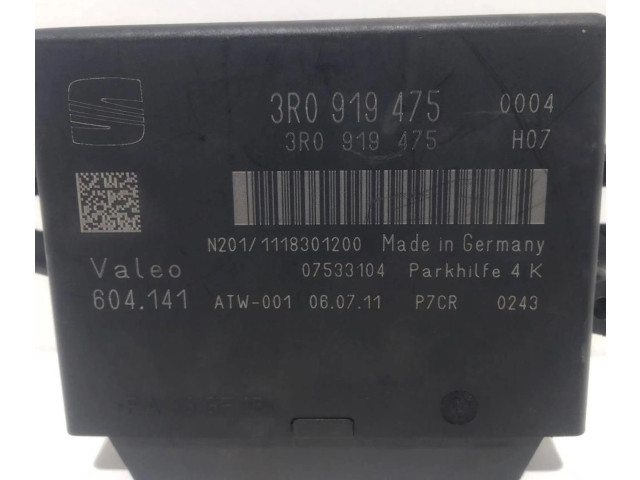 3R0 919 475 0004
3R0 919 475 H07
N201/1118301200 Made in Germany
Valeo 07533104 Parkhilfe 4 K
604.141 ATW-001 06.07.11 P7CR 0243